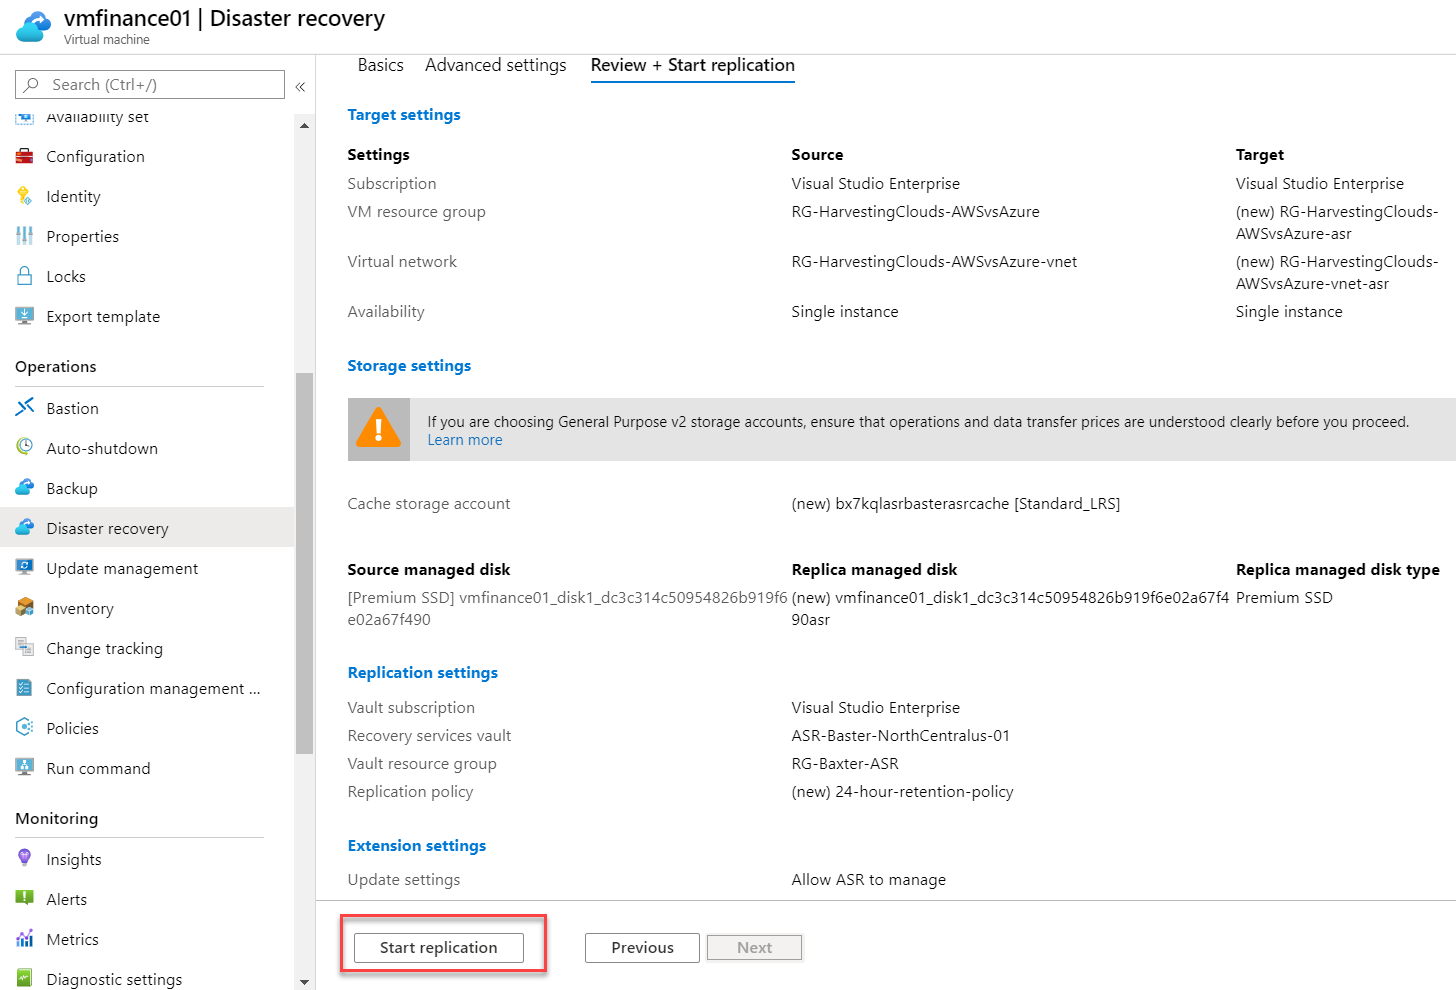 vmfinance01 | Disaster recovery
Virtual machine
Search (Ctrl+/)
«
Availability set
Configuration
Identity
Properties
Locks
Export template
Operations
Bastion
Auto-shutdown
Backup
Disaster recovery
Update management
Inventory
Change tracking
Configuration management ...
Policies
Run command
Monitoring
Insights
Alerts
Metrics
Diagnostic settings
Basics Advanced settings Review + Start replication
Target settings
Settings Source Target
Subscription Visual Studio Enterprise Visual Studio Enterprise
VM resource group RG-HarvestingClouds-AWSvsAzure (new) RG-HarvestingClouds-
AWSvsAzure-asr
Virtual network RG-HarvestingClouds-AWSvsAzure-vnet (new) RG-HarvestingClouds-
AWSvsAzure-vnet-asr
Availability Single instance Single instance
Storage settings
If you are choosing General Purpose v2 storage accounts, ensure that operations and data transfer prices are understood clearly before you proceed.
Learn more
Cache storage account (new) bx7kqlasrbasterasrcache [Standard_LRS]
Source managed disk Replica managed disk Replica managed disk type
[Premium SSD] vmfinance01_disk1_dc3c314c50954826b919f6 (new) vmfinance01_disk1_dc3c314c50954826b919f6e02a67f4 Premium SSD
e02a67f490 90asr
Replication settings
Vault subscription Visual Studio Enterprise
Recovery services vault ASR-Baster-NorthCentralus-01
Vault resource group RG-Baxter-ASR
Replication policy (new) 24-hour-retention-policy
Extension settings
Update settings Allow ASR to manage
Start replication Previous Next